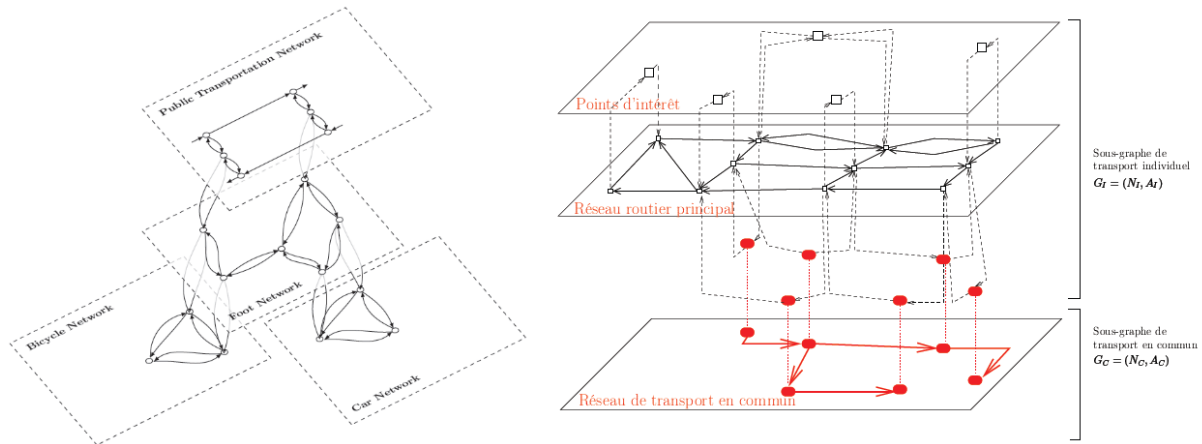 Public Transportation Network
Foot Network
Bicycle Network
Car Network
Points d'intérêt
Réseau routier principal
Réseau de transport en commun
Sous-graphe de
transport individuel
G_I = (N_I, A_I)
Sous-graphe de
transport en commun
G_C = (N_C, A_C)